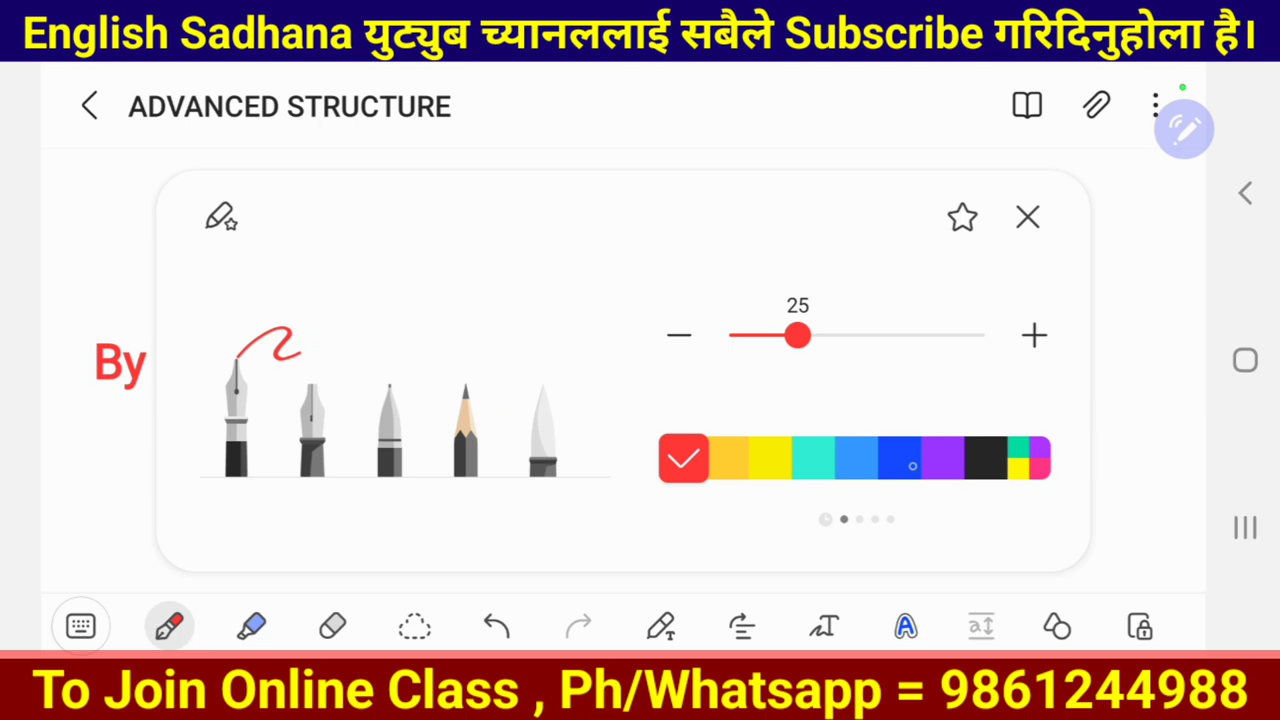 English Sadhana युट्युब च्यानललाई सबैले Subscribe गरिदिनुहोला है।
ADVANCED STRUCTURE
25
By
To Join Online Class , Ph/Whatsapp = 9861244988